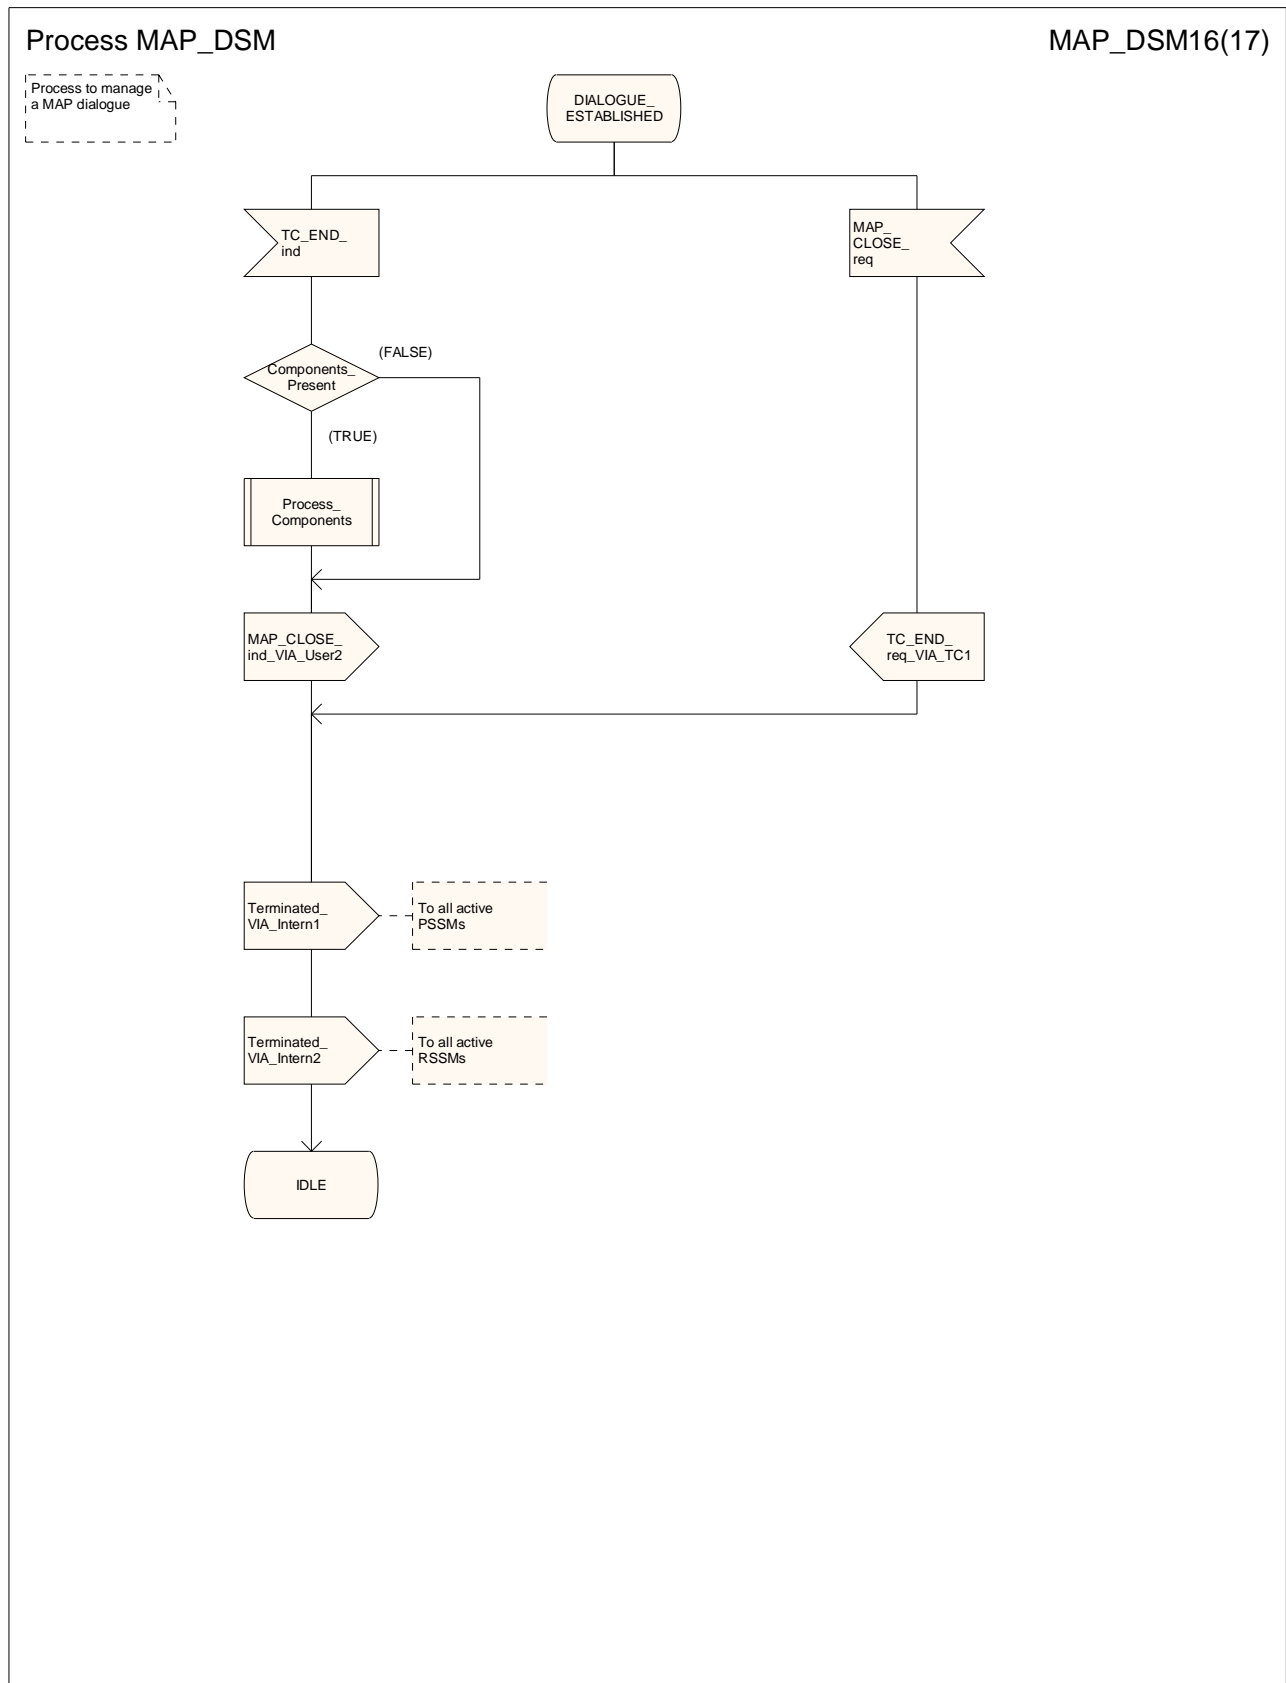 Process MAP_DSM
MAP_DSM16(17)
Process to manage
a MAP dialogue
DIALOGUE_
ESTABLISHED
TC_END_
ind
MAP_
CLOSE_
req
Components_
Present
(FALSE)
(TRUE)
Process_
Components
MAP_CLOSE_
ind_VIA_User2
TC_END_
req_VIA_TC1
Terminated_
VIA_Intern1
To all active
PSSMs
Terminated_
VIA_Intern2
To all active
RSSMs
IDLE